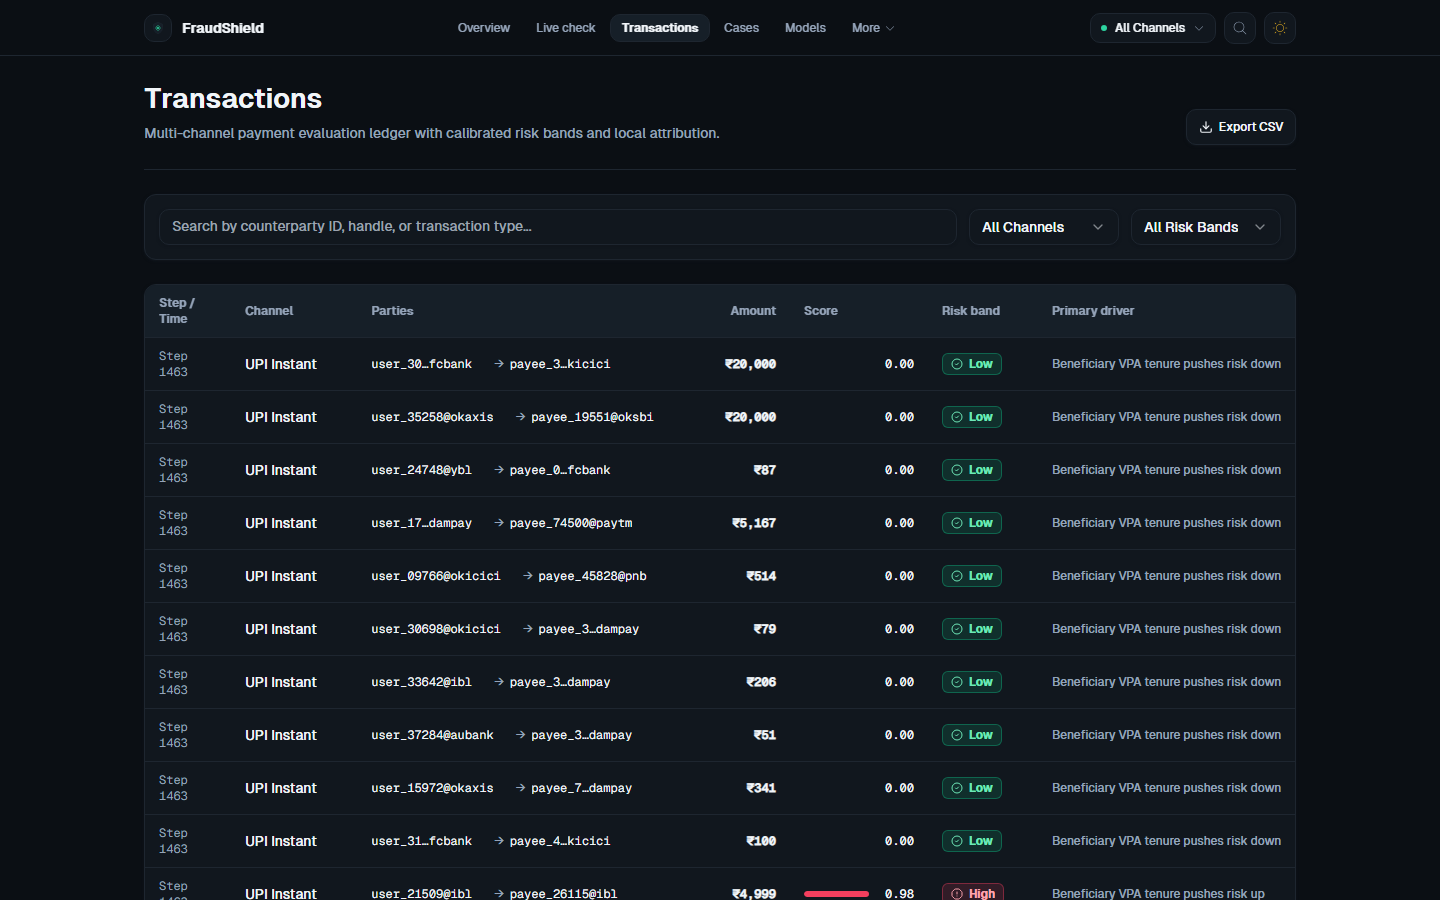 FraudShield
Overview
Live check
Transactions
Cases
Models
More
All Channels
Transactions
Multi-channel payment evaluation ledger with calibrated risk bands and local attribution.
Export CSV
Search by counterparty ID, handle, or transaction type...
All Channels
All Risk Bands
Step / Time Channel Parties Amount Score Risk band Primary driver
Step 1463 UPI Instant user_30…fcbank → payee_3…kicici ₹20,000 0.00 Low Beneficiary VPA tenure pushes risk down
Step 1463 UPI Instant user_35258@okaxis → payee_19551@oksbi ₹20,000 0.00 Low Beneficiary VPA tenure pushes risk down
Step 1463 UPI Instant user_24748@ybl → payee_0…fcbank ₹87 0.00 Low Beneficiary VPA tenure pushes risk down
Step 1463 UPI Instant user_17…dampay → payee_74500@paytm ₹5,167 0.00 Low Beneficiary VPA tenure pushes risk down
Step 1463 UPI Instant user_09766@okicici → payee_45828@pnb ₹514 0.00 Low Beneficiary VPA tenure pushes risk down
Step 1463 UPI Instant user_30698@okicici → payee_3…dampay ₹79 0.00 Low Beneficiary VPA tenure pushes risk down
Step 1463 UPI Instant user_33642@ibl → payee_3…dampay ₹206 0.00 Low Beneficiary VPA tenure pushes risk down
Step 1463 UPI Instant user_37284@aubank → payee_3…dampay ₹51 0.00 Low Beneficiary VPA tenure pushes risk down
Step 1463 UPI Instant user_15972@okaxis → payee_7…dampay ₹341 0.00 Low Beneficiary VPA tenure pushes risk down
Step 1463 UPI Instant user_31…fcbank → payee_4…kicici ₹100 0.00 Low Beneficiary VPA tenure pushes risk down
Step 1463 UPI Instant user_21509@ibl → payee_26115@ibl ₹4,999 0.98 High Beneficiary VPA tenure pushes risk up